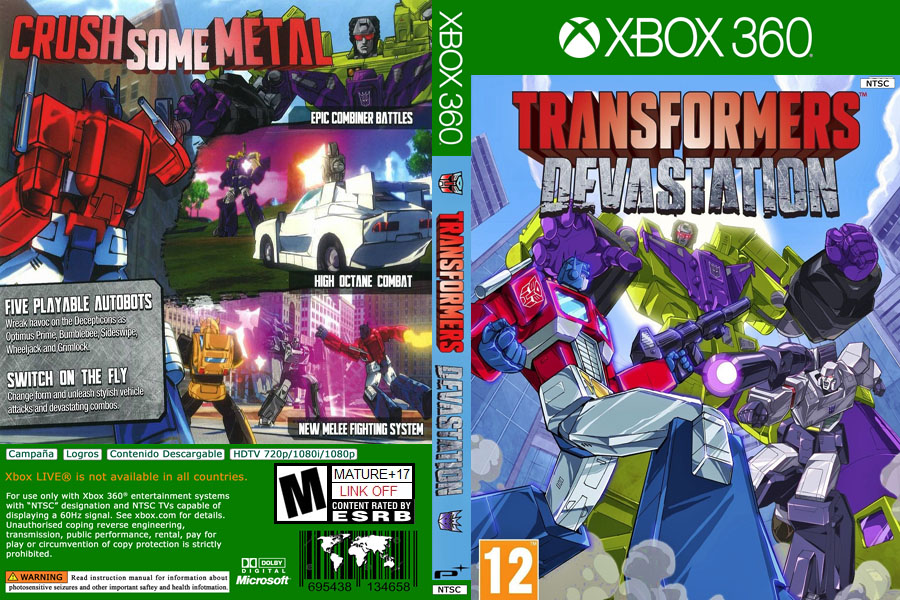 CRUSH SOME METAL
EPIC COMBINER BATTLES
HIGH OCTANE COMBAT
FIVE PLAYABLE AUTOBOTS
Wreak havoc on the Decepticons as
Optimus Prime, Bumblebee, Sideswipe,
Wheeljack and Grimlock.
SWITCH ON THE FLY
Change form and unleash stylish vehicle
attacks and devastating combos.
NEW MELEE FIGHTING SYSTEM
Campaña Logros Contenido Descargable HDTV 720p/1080i/1080p
Xbox LIVE® is not available in all countries.
For use only with Xbox 360® entertainment systems
with "NTSC" designation and NTSC TVs capable of
displaying a 60Hz signal. See xbox.com for details.
Unauthorised coping reverse engineering,
transmission, public performance, rental, pay for
play or circumvention of copy protection is strictly
prohibited.
WARNING Read instruction manual for information about
photosensitive seizures and other important saftey and health infotmation.
DOLBY
DIGITAL
Microsoft
M
MATURE+17
LINK OFF
CONTENT RATED BY
ESRB
695438 134658
XBOX 360
TRANSFORMERS
DEVASTATION
NTSC
XBOX 360
NTSC
TRANSFORMERS™
DEVASTATION
12